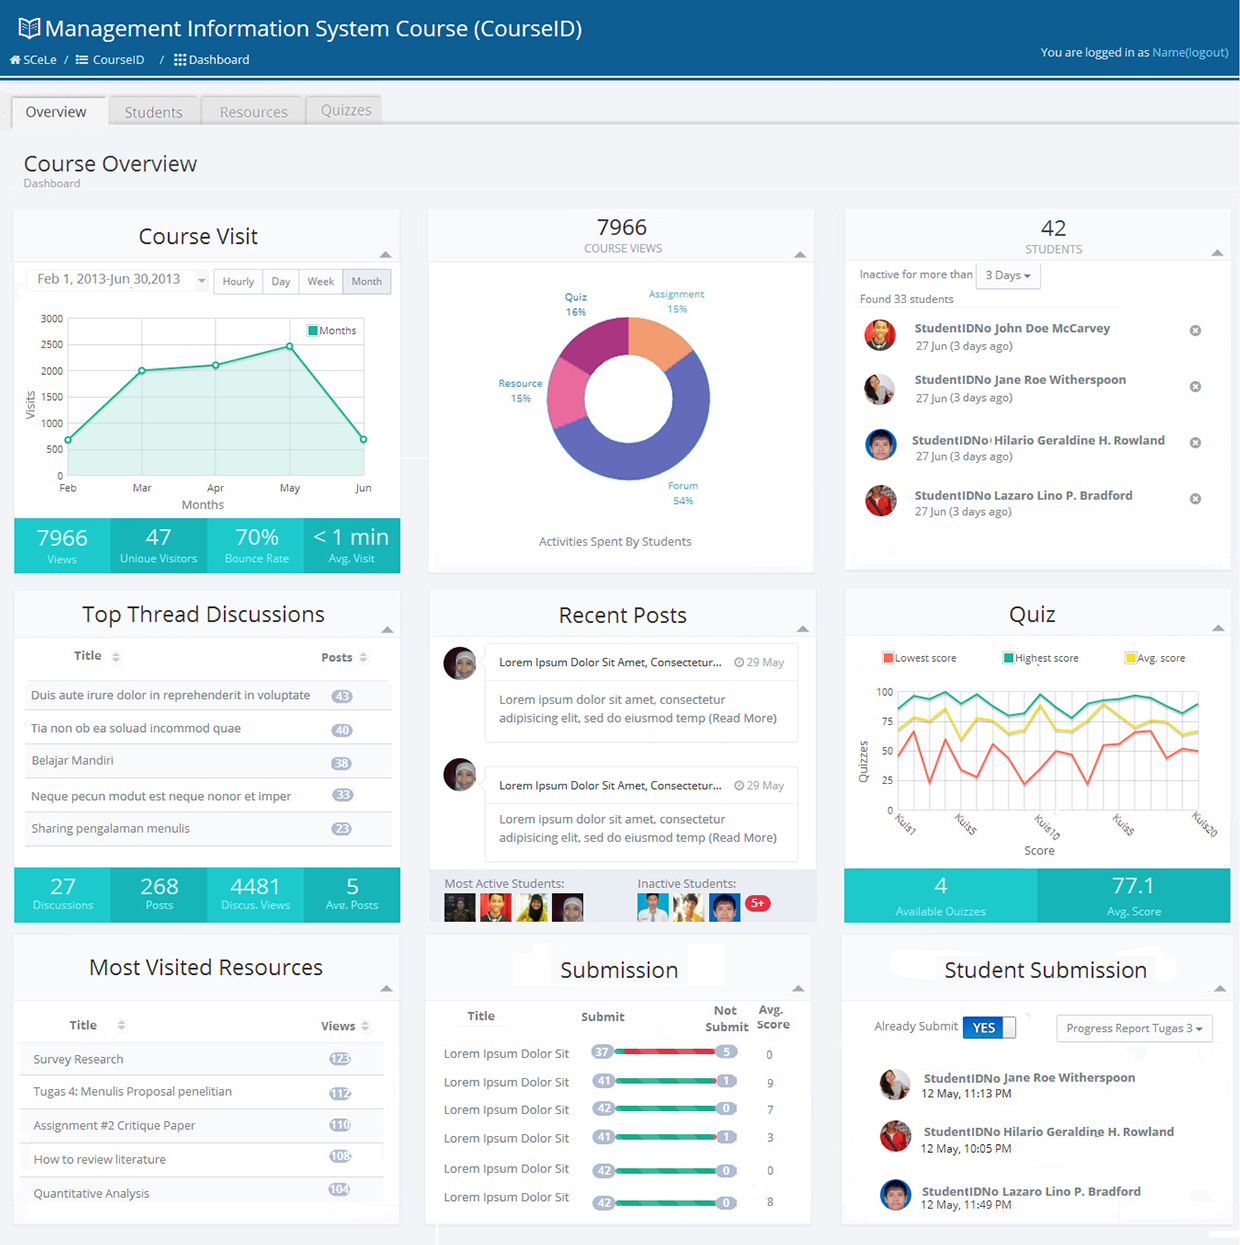 Management Information System Course (CourseID)
SCeLe / CourseID / Dashboard
You are logged in as Name(logout)
Overview
Students
Resources
Quizzes
Course Overview
Dashboard
Course Visit
Feb 1, 2013-Jun 30,2013
Hourly
Day
Week
Month
Months
3000
2500
2000
1500
1000
500
0
Visits
Feb
Mar
Apr
May
Jun
Months
7966
Views
47
Unique Visitors
70%
Bounce Rate
< 1 min
Avg. Visit
7966
COURSE VIEWS
Quiz
16%
Assignment
15%
Resource
15%
Forum
54%
Activities Spent By Students
42
STUDENTS
Inactive for more than 3 Days
Found 33 students
StudentIDNo John Doe McCarvey
27 Jun (3 days ago)
StudentIDNo Jane Roe Witherspoon
27 Jun (3 days ago)
StudentIDNo Hilario Geraldine H. Rowland
27 Jun (3 days ago)
StudentIDNo Lazaro Lino P. Bradford
27 Jun (3 days ago)
Top Thread Discussions
Title Posts
Duis aute irure dolor in reprehenderit in voluptate 43
Tia non ob ea soluad incommod quae 40
Belajar Mandiri 38
Neque pecun modut est neque nonor et imper 33
Sharing pengalaman menulis 23
27
Discussions
268
Posts
4481
Discus. Views
5
Avg. Posts
Recent Posts
Lorem Ipsum Dolor Sit Amet, Consectetur... 29 May
Lorem ipsum dolor sit amet, consectetur
adipisicing elit, sed do eiusmod temp (Read More)
Lorem Ipsum Dolor Sit Amet, Consectetur... 29 May
Lorem ipsum dolor sit amet, consectetur
adipisicing elit, sed do eiusmod temp (Read More)
Most Active Students:
Inactive Students:
5+
Quiz
Lowest score
Highest score
Avg. score
100
75
50
25
0
Quizzes
Kuis1
Kuis5
Kuis10
Kuis5
Kuis20
Score
4
Available Quizzes
77.1
Avg. Score
Most Visited Resources
Title Views
Survey Research 123
Tugas 4: Menulis Proposal penelitian 112
Assignment #2 Critique Paper 110
How to review literature 108
Quantitative Analysis 104
Submission
Title Submit Not Submit Avg. Score
Lorem Ipsum Dolor Sit 37 5 0
Lorem Ipsum Dolor Sit 41 1 9
Lorem Ipsum Dolor Sit 42 0 7
Lorem Ipsum Dolor Sit 41 1 3
Lorem Ipsum Dolor Sit 42 0 0
Lorem Ipsum Dolor Sit 42 0 8
Student Submission
Already Submit YES
Progress Report Tugas 3
StudentIDNo Jane Roe Witherspoon
12 May, 11:13 PM
StudentIDNo Hilario Geraldine H. Rowland
12 May, 10:05 PM
StudentIDNo Lazaro Lino P. Bradford
12 May, 11:49 PM